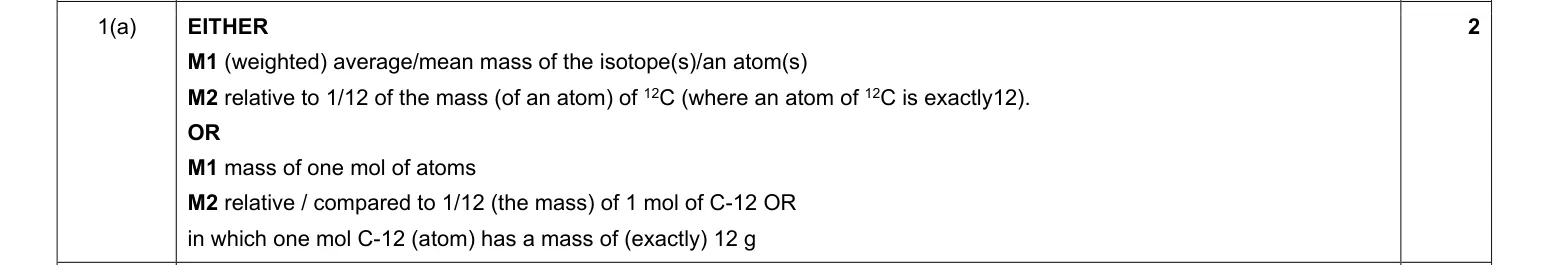 1(a) EITHER 2
M1 (weighted) average/mean mass of the isotope(s)/an atom(s)
M2 relative to 1/12 of the mass (of an atom) of ¹²C (where an atom of ¹²C is exactly12).
OR
M1 mass of one mol of atoms
M2 relative / compared to 1/12 (the mass) of 1 mol of C-12 OR
in which one mol C-12 (atom) has a mass of (exactly) 12 g